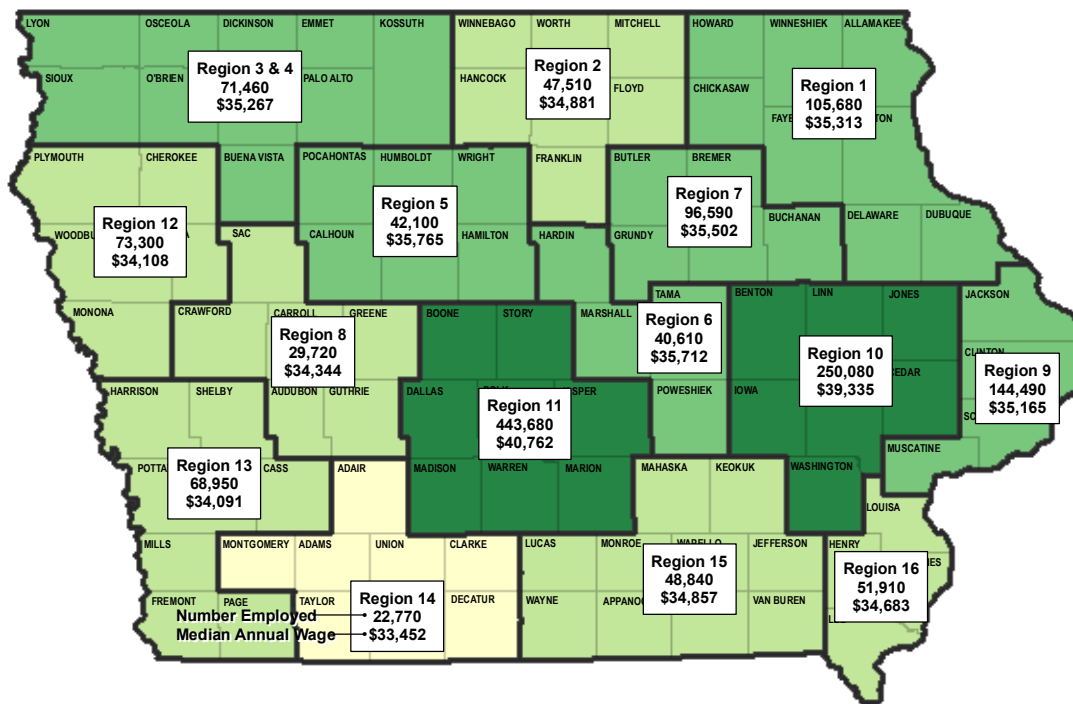 LYON OSCEOLA DICKINSON EMMET KOSSUTH WINNEBAGO WORTH MITCHELL HOWARD WINNESHIEK ALLAMAKEE
SIOUX O'BRIEN PALO ALTO HANCOCK FLOYD CHICKASAW
Region 3 & 4
71,460
$35,267
Region 2
47,510
$34,881
Region 1
105,680
$35,313
PLYMOUTH CHEROKEE BUENA VISTA POCAHONTAS HUMBOLDT WRIGHT FRANKLIN BUTLER BREMER
Region 12
73,300
$34,108
Region 5
42,100
$35,765
Region 7
96,590
$35,502
SAC CALHOUN HAMILTON HARDIN GRUNDY BUCHANAN DELAWARE DUBUQUE
MONONA CRAWFORD CARROLL GREENE BOONE STORY MARSHALL TAMA BENTON LINN JONES JACKSON
Region 8
29,720
$34,344
Region 6
40,610
$35,712
Region 10
250,080
$39,335
Region 9
144,490
$35,165
CLINTON
HARRISON SHELBY AUDUBON GUTHRIE DALLAS POWESHIEK IOWA
Region 11
443,680
$40,762
MUSCATINE
Region 13
68,950
$34,091
CASS ADAIR MADISON WARREN MARION MAHASKA KEOKUK WASHINGTON
LOUISA
MILLS MONTGOMERY ADAMS UNION CLARKE LUCAS MONROE JEFFERSON HENRY
Region 15
48,840
$34,857
Region 16
51,910
$34,683
FREMONT PAGE TAYLOR DECATUR WAYNE VAN BUREN
Region 14
Number Employed 22,770
Median Annual Wage $33,452